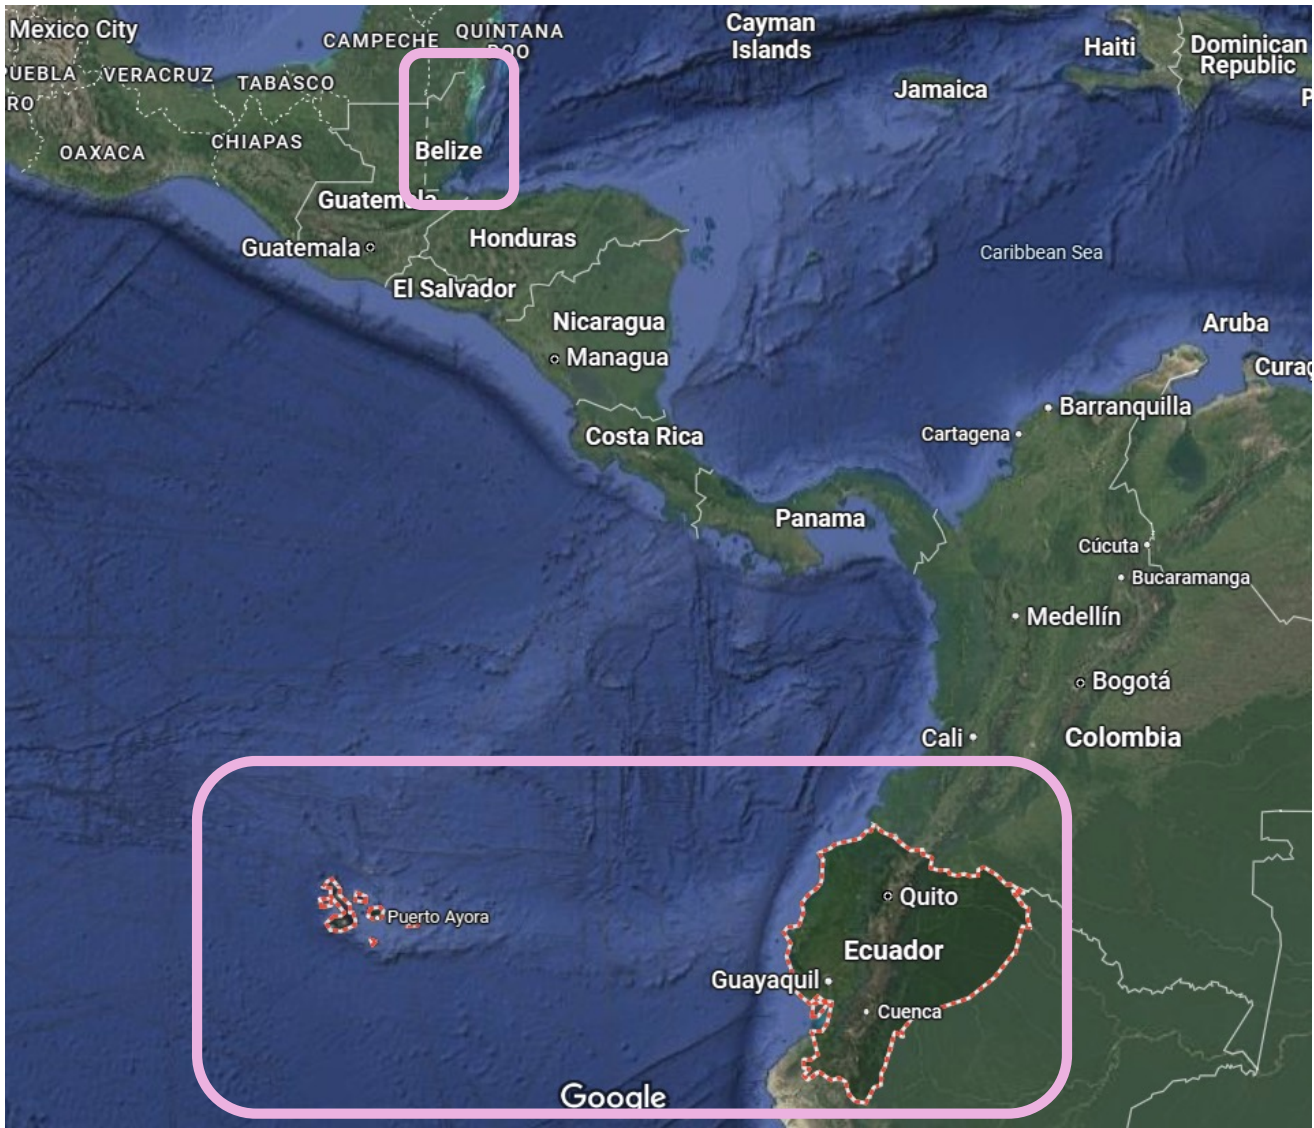 Mexico City
CAMPECHE
QUINTANA
ROO
Cayman
Islands
Haiti
Dominican
Republic
PUEBLA
VERACRUZ
TABASCO
Jamaica
RO
P
OAXACA
CHIAPAS
Belize
Guatemala
Guatemala
Honduras
El Salvador
Caribbean Sea
Nicaragua
Managua
Aruba
Curaç
Barranquilla
Cartagena
Costa Rica
Panama
Cúcuta
Bucaramanga
Medellín
Bogotá
Cali
Colombia
Quito
Puerto Ayora
Ecuador
Guayaquil
Cuenca
Google